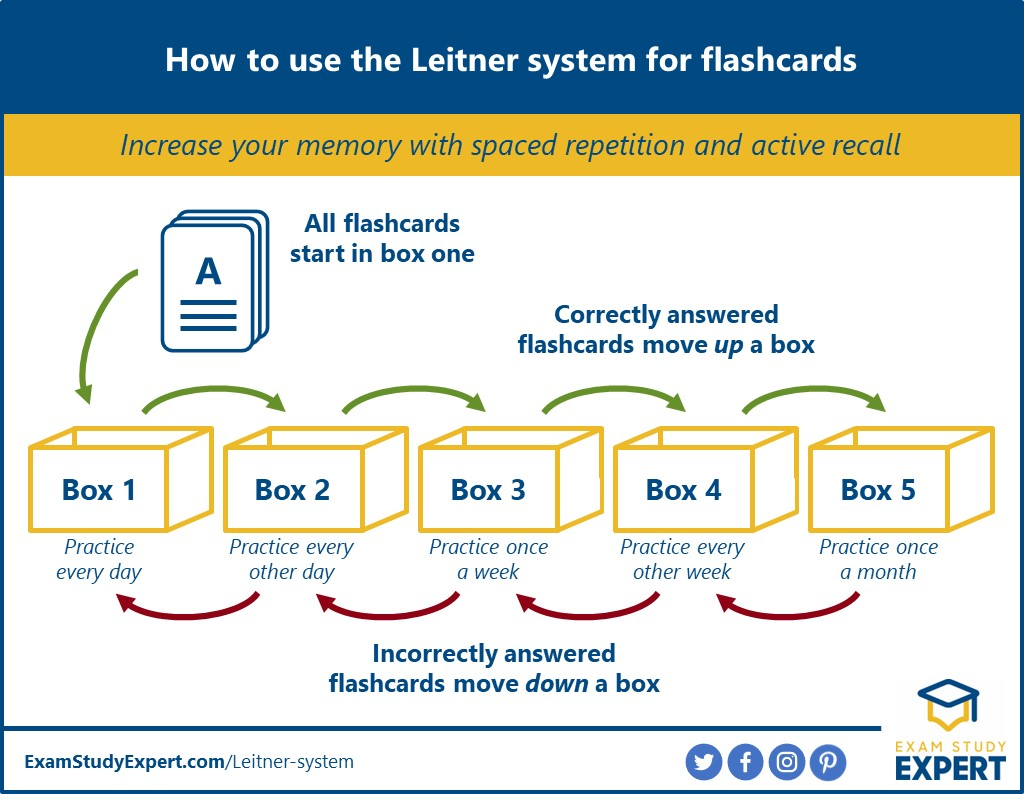 How to use the Leitner system for flashcards
Increase your memory with spaced repetition and active recall
All flashcards
start in box one
A
Correctly answered
flashcards move up a box
Box 1
Box 2
Box 3
Box 4
Box 5
Practice
every day
Practice every
other day
Practice once
a week
Practice every
other week
Practice once
a month
Incorrectly answered
flashcards move down a box
ExamStudyExpert.com/Leitner-system
EXAM STUDY
EXPERT